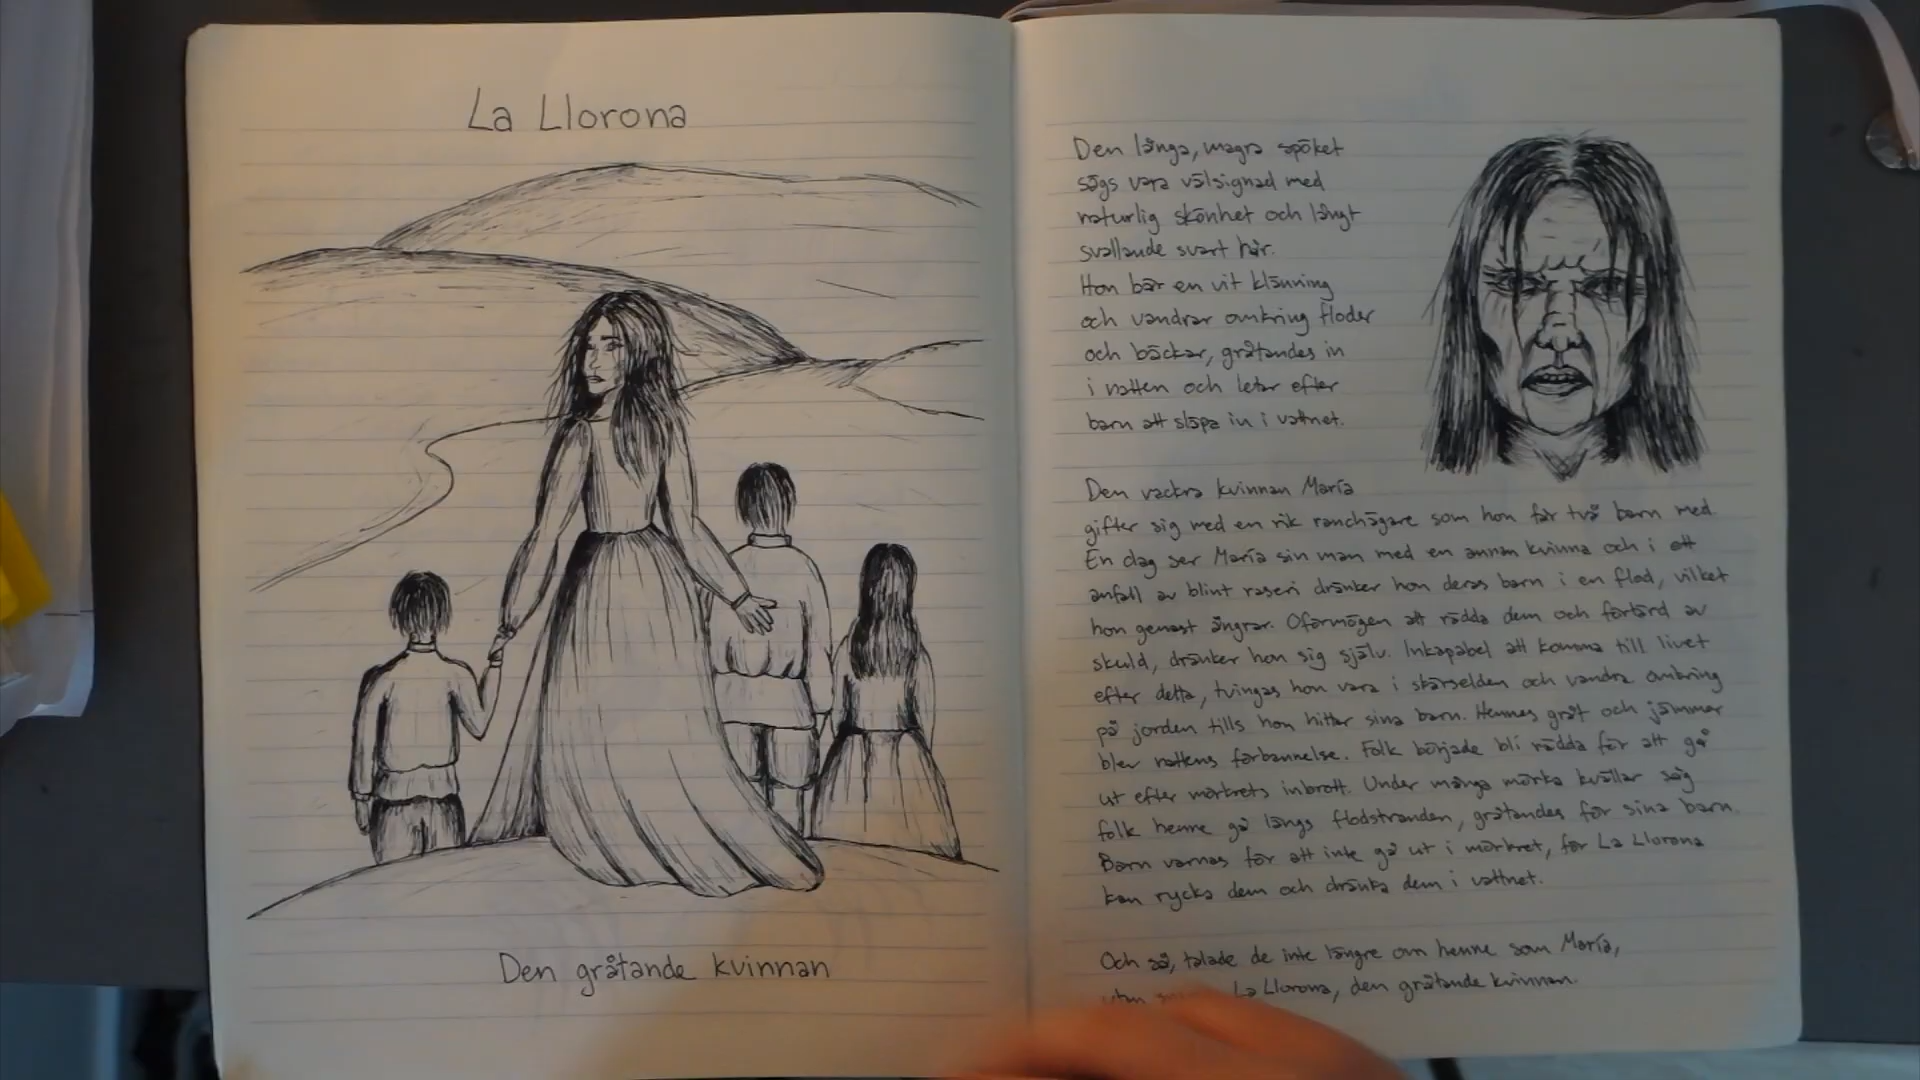 La Llorona
Den gråtande kvinnan
Den långa, magra spöket
sägs vara välsignad med
naturlig skönhet och långt
svallande svart hår.
Hon bär en vit klänning
och vandrar omkring floder
och bäckar, gråtandes in
i natten och letar efter
barn att släpa in i vattnet.
Den vackra kvinnan María
gifter sig med en rik ranchägare som hon får två barn med.
En dag ser María sin man med en annan kvinna och i ett
anfall av blint raseri dränker hon deras barn i en flod, vilket
hon genast ångrar. Oförmögen att rädda dem och förtärd av
skuld, dränker hon sig själv. Inkapabel att komma till livet
efter detta, tvingas hon vara i skärselden och vandra omkring
på jorden tills hon hittar sina barn. Hennes gråt och jämmer
blev nattens förbannelse. Folk började bli rädda för att gå
ut efter mörkrets inbrott. Under många mörka kvällar såg
folk henne gå längs flodstranden, gråtandes för sina barn.
Barn varnas för att inte gå ut i mörkret, för La Llorona
kan rycka dem och dränka dem i vattnet.
Och så, talade de inte längre om henne som María,
utan La Llorona, den gråtande kvinnan.